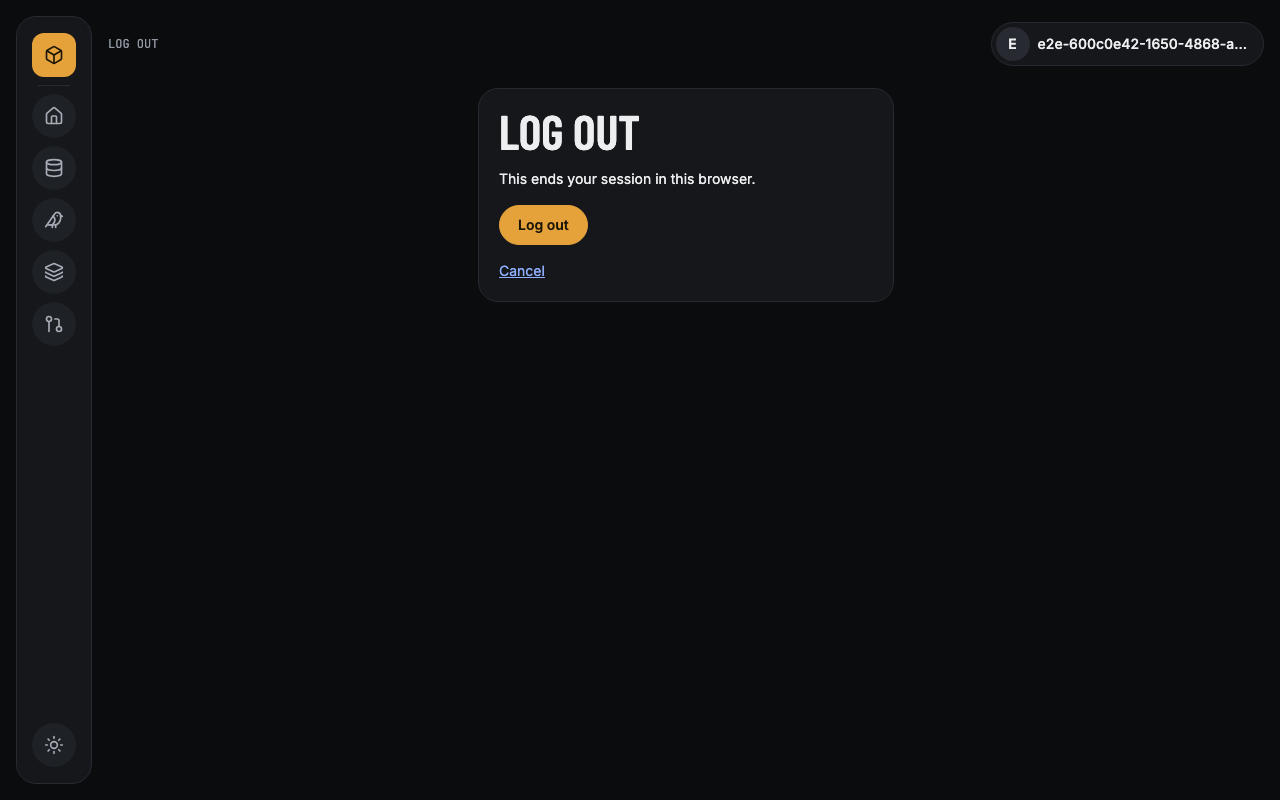 LOG OUT
E
e2e-600c0e42-1650-4868-a...
LOG OUT
This ends your session in this browser.
Log out
Cancel